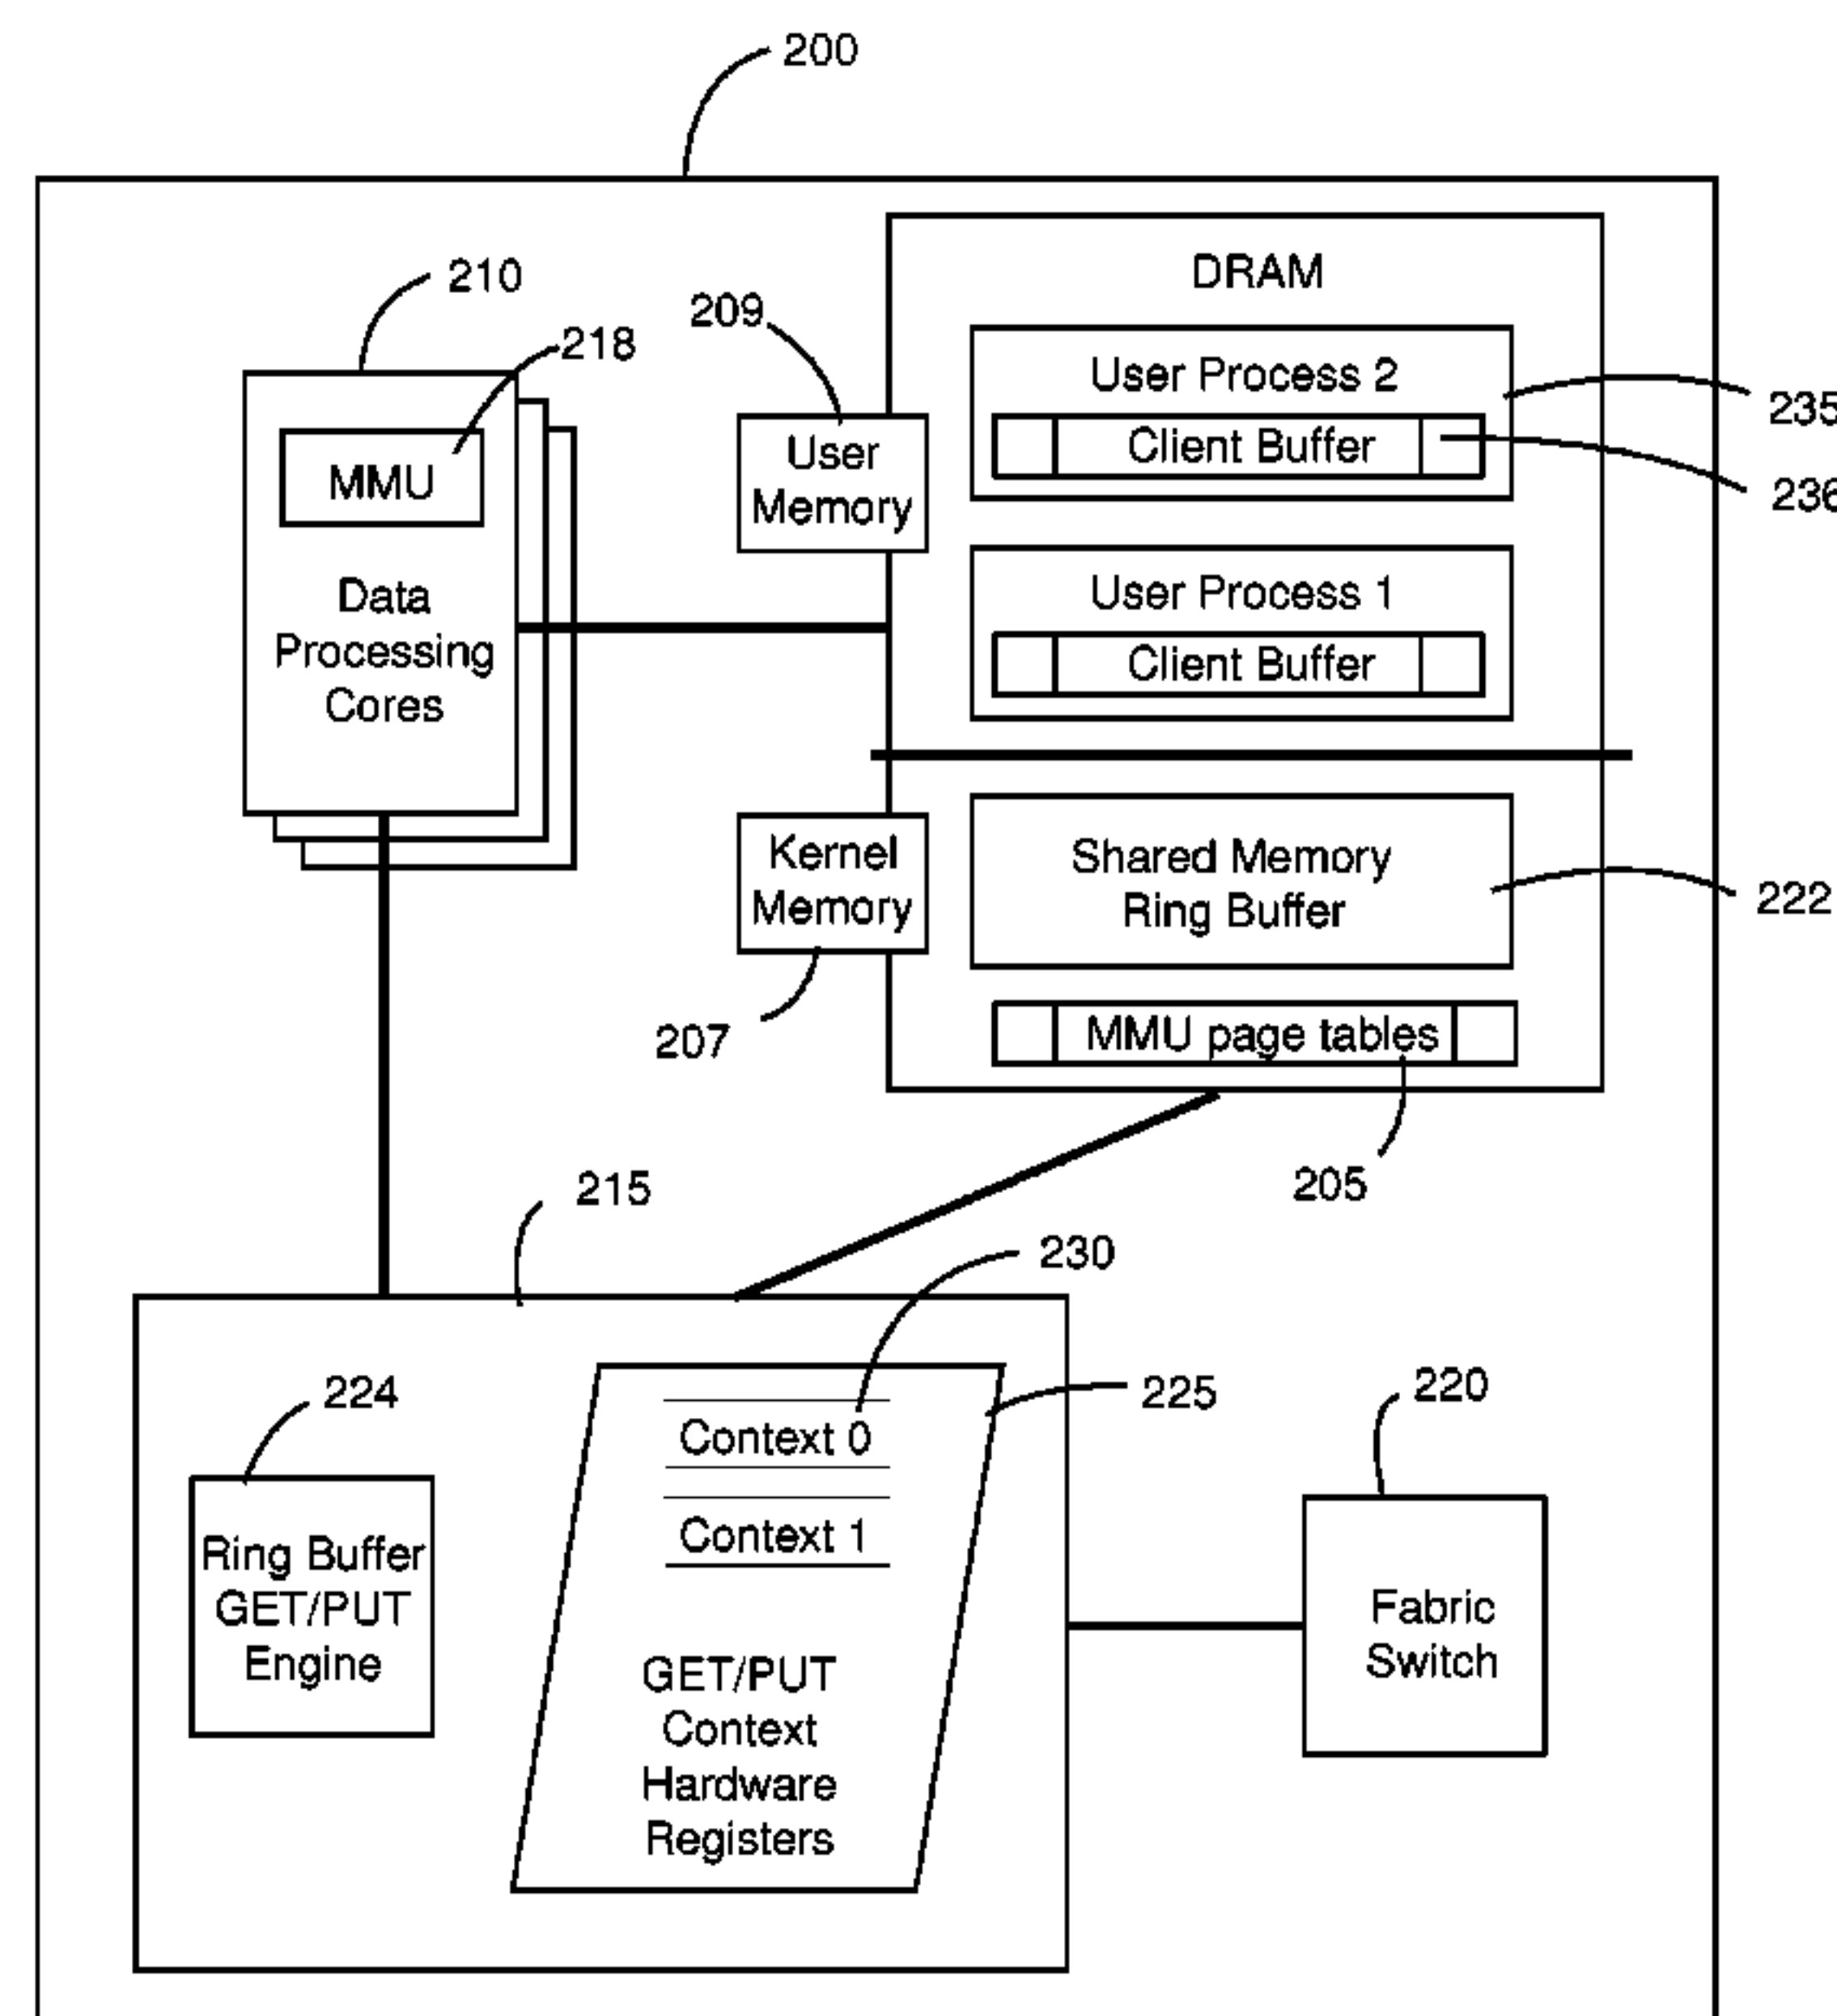 200
DRAM
210
218
209
User Process 2
235
Client Buffer
236
User
Memory
MMU
User Process 1
Client Buffer
Data
Processing
Cores
Kernel
Memory
Shared Memory
Ring Buffer
222
207
MMU page tables
205
215
230
224
225
220
Context 0
Context 1
Ring Buffer
GET/PUT
Engine
GET/PUT
Context
Hardware
Registers
Fabric
Switch